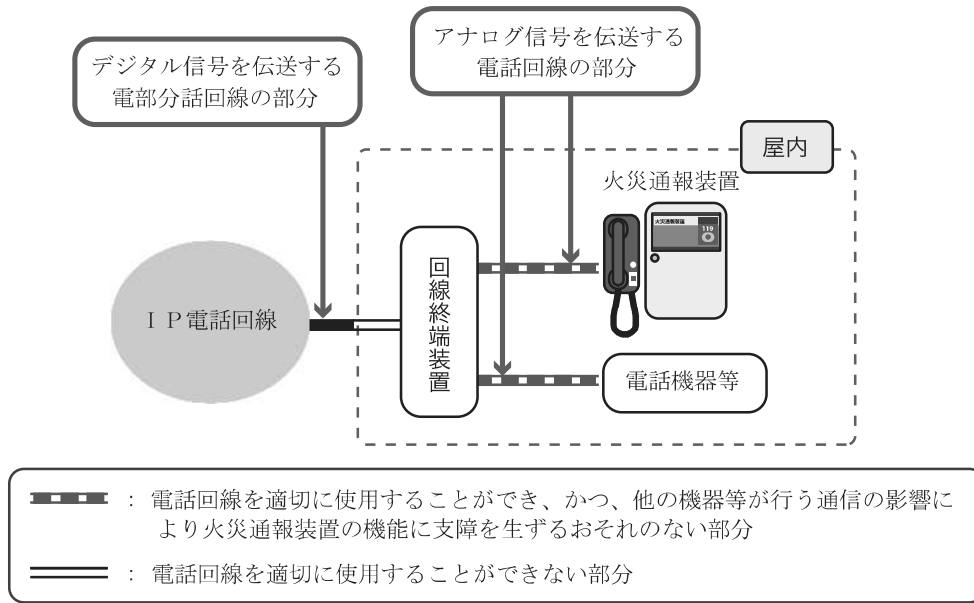 デジタル信号を伝送する
電部分話回線の部分
アナログ信号を伝送する
電話回線の部分
屋内
火災通報装置
火災通報装置
119
回線終端装置
ＩＰ電話回線
電話機器等
：電話回線を適切に使用することができ、かつ、他の機器等が行う通信の影響に
より火災通報装置の機能に支障を生ずるおそれのない部分
：電話回線を適切に使用することができない部分